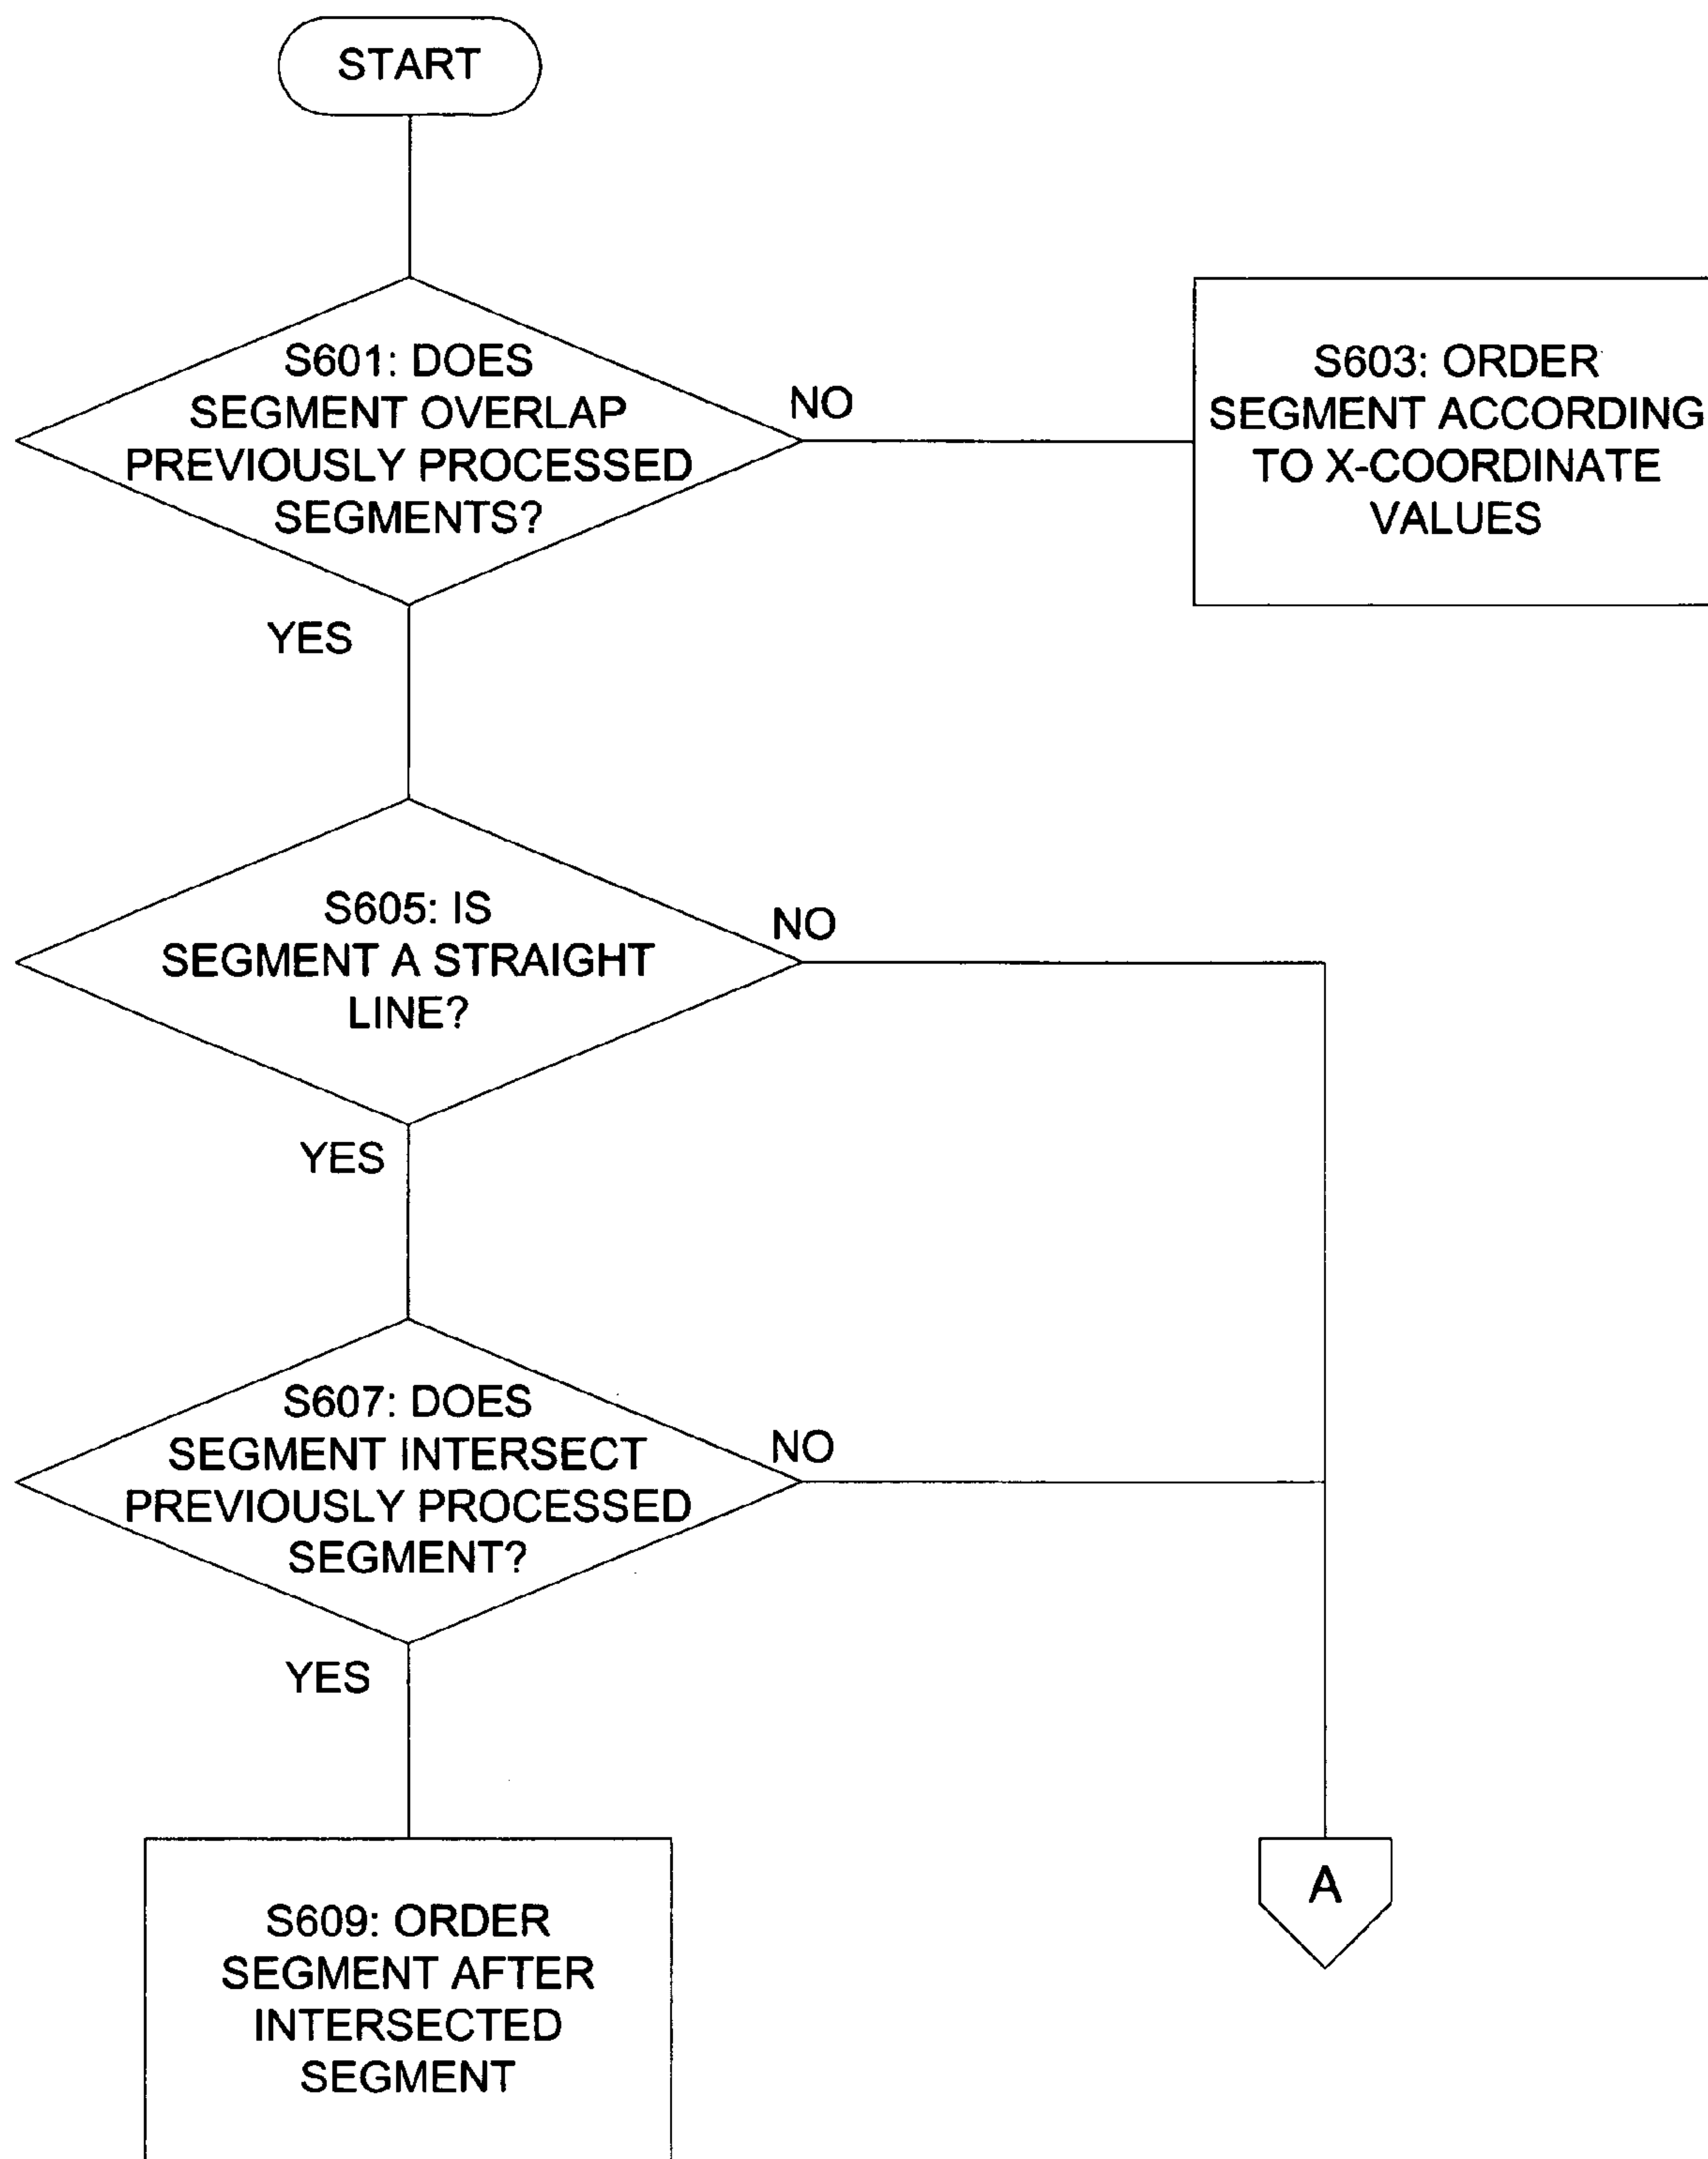 START
S601: DOES
SEGMENT OVERLAP
PREVIOUSLY PROCESSED
SEGMENTS?
NO
S603: ORDER
SEGMENT ACCORDING
TO X-COORDINATE
VALUES
YES
S605: IS
SEGMENT A STRAIGHT
LINE?
NO
YES
S607: DOES
SEGMENT INTERSECT
PREVIOUSLY PROCESSED
SEGMENT?
NO
YES
S609: ORDER
SEGMENT AFTER
INTERSECTED
SEGMENT
A